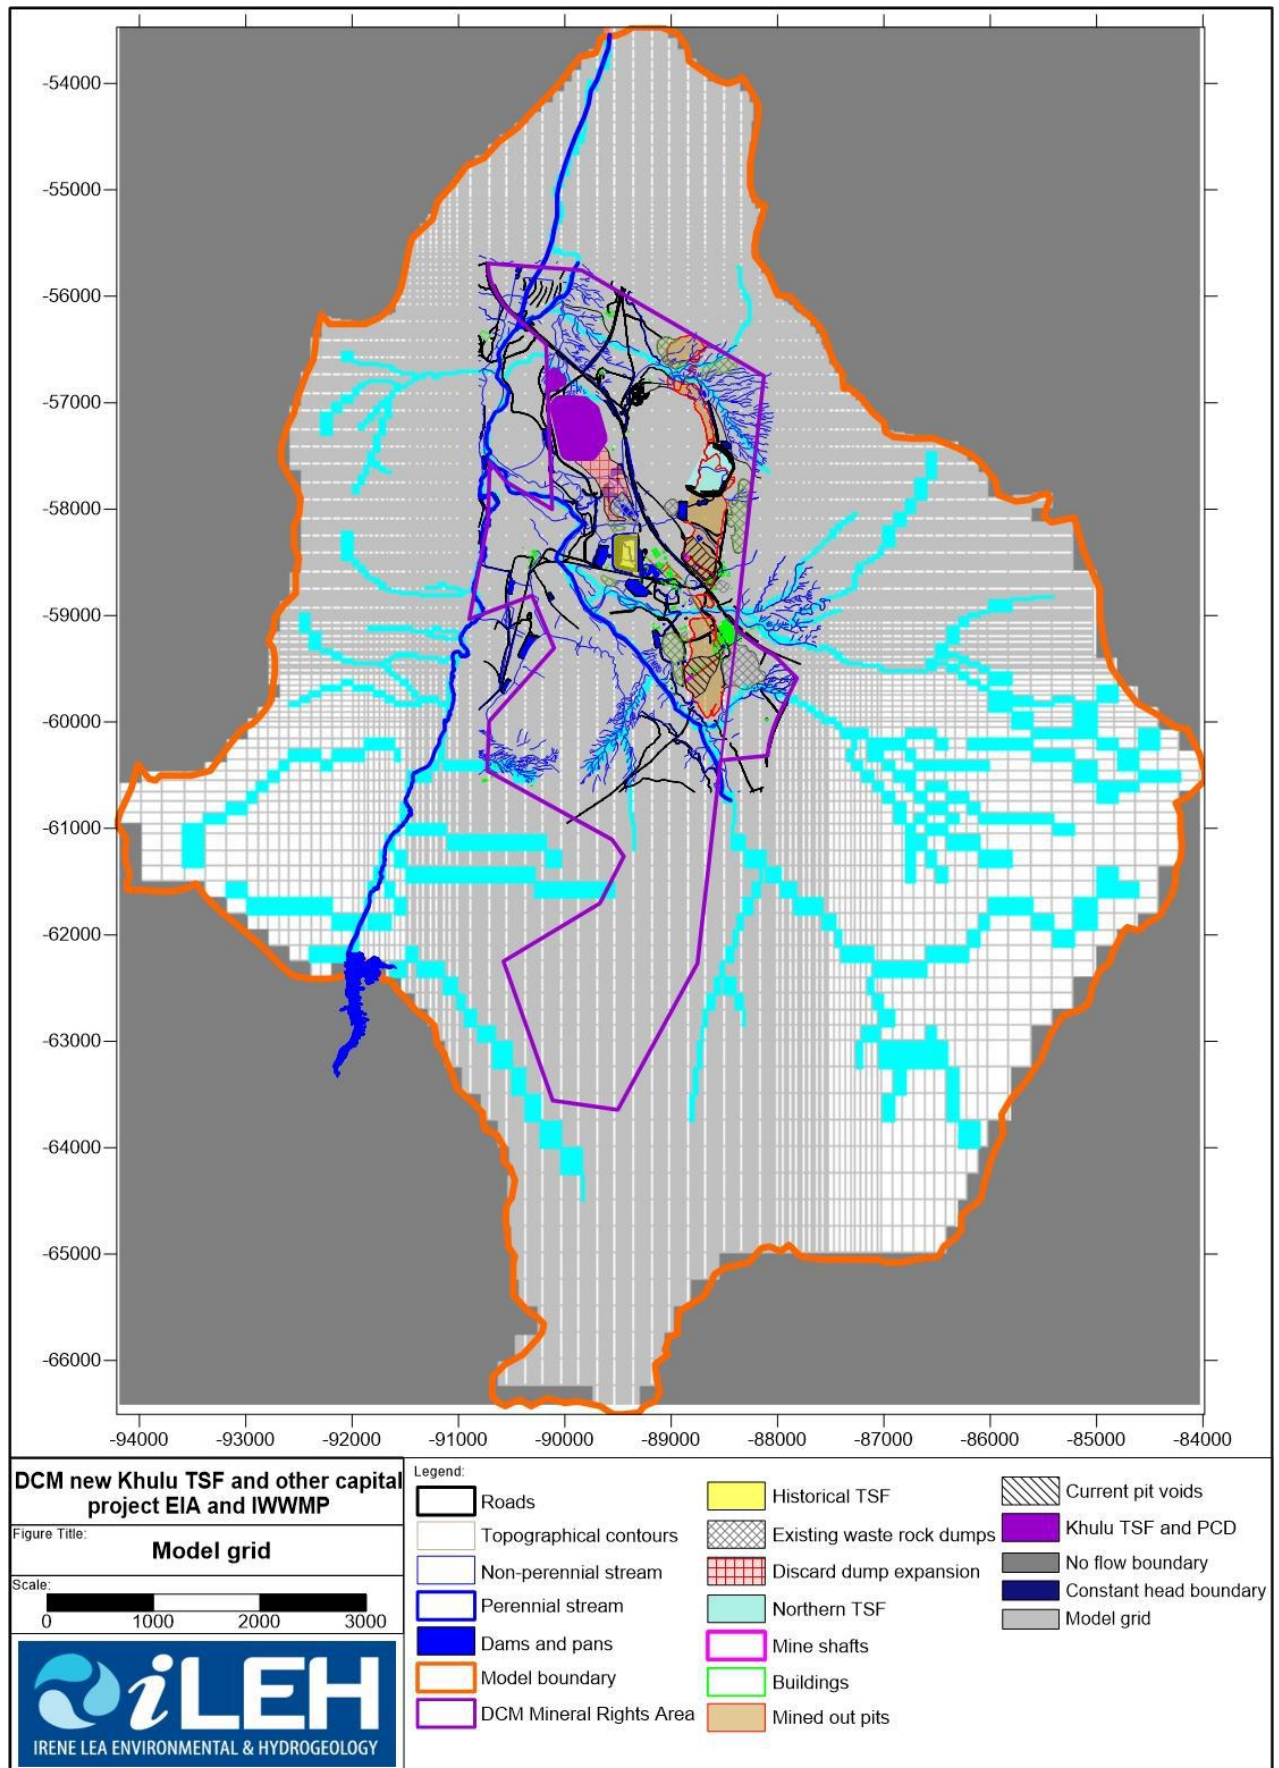 -54000
-55000
-56000
-57000
-58000
-59000
-60000
-61000
-62000
-63000
-64000
-65000
-66000
-94000 -93000 -92000 -91000 -90000 -89000 -88000 -87000 -86000 -85000 -84000
DCM new Khulu TSF and other capital
project EIA and IWWMP
Figure Title:
Model grid
Scale:
0 1000 2000 3000
iLEH
IRENE LEA ENVIRONMENTAL & HYDROGEOLOGY
Legend:
Roads
Topographical contours
Non-perennial stream
Perennial stream
Dams and pans
Model boundary
DCM Mineral Rights Area
Historical TSF
Existing waste rock dumps
Discard dump expansion
Northern TSF
Mine shafts
Buildings
Mined out pits
Current pit voids
Khulu TSF and PCD
No flow boundary
Constant head boundary
Model grid